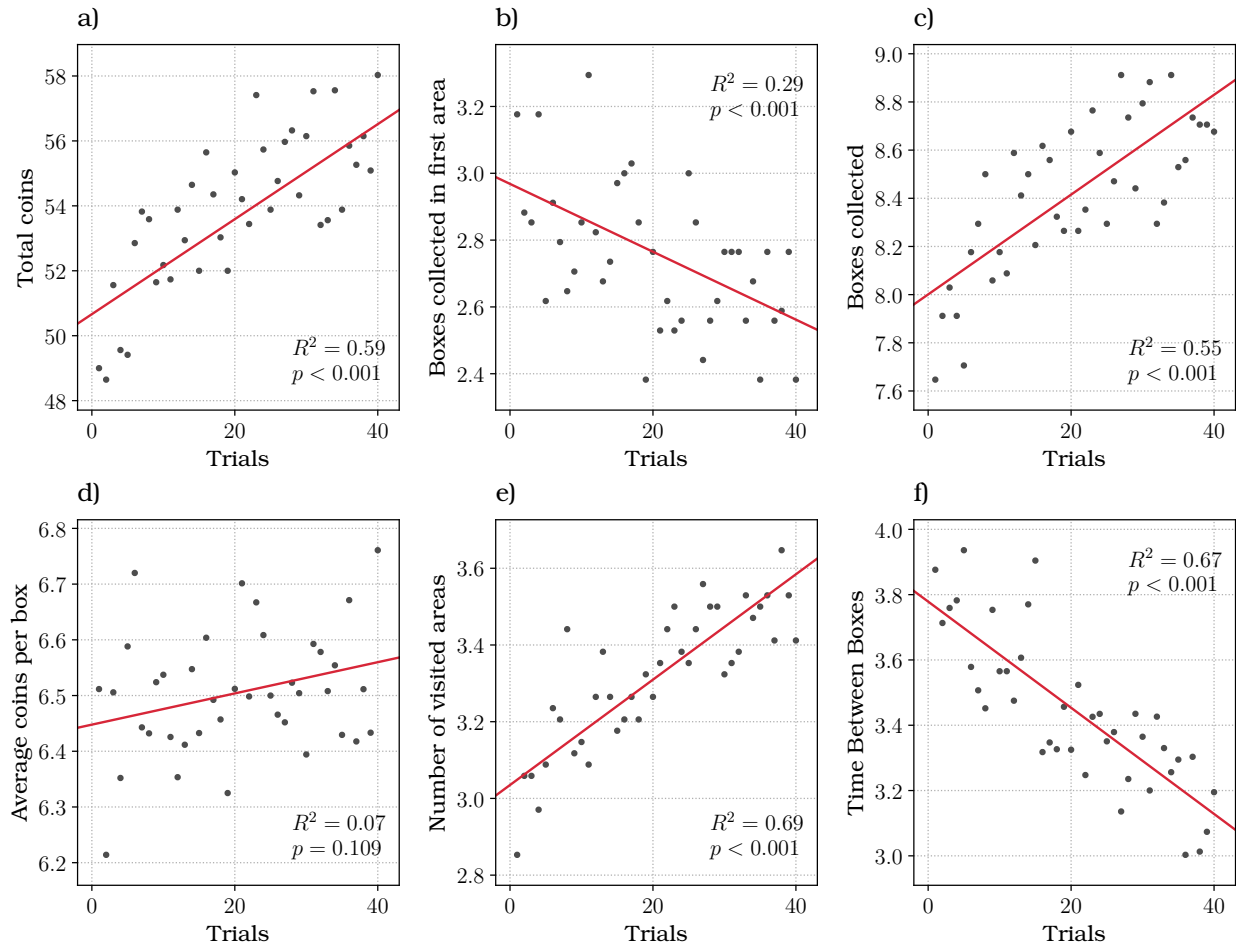 a)
Total coins
58
56
54
52
50
48
R² = 0.59
p < 0.001
0 20 40
Trials
b)
Boxes collected in first area
3.2
3.0
2.8
2.6
2.4
R² = 0.29
p < 0.001
0 20 40
Trials
c)
Boxes collected
9.0
8.8
8.6
8.4
8.2
8.0
7.8
7.6
R² = 0.55
p < 0.001
0 20 40
Trials
d)
Average coins per box
6.8
6.7
6.6
6.5
6.4
6.3
6.2
R² = 0.07
p = 0.109
0 20 40
Trials
e)
Number of visited areas
3.6
3.4
3.2
3.0
2.8
R² = 0.69
p < 0.001
0 20 40
Trials
f)
Time Between Boxes
4.0
3.8
3.6
3.4
3.2
3.0
R² = 0.67
p < 0.001
0 20 40
Trials